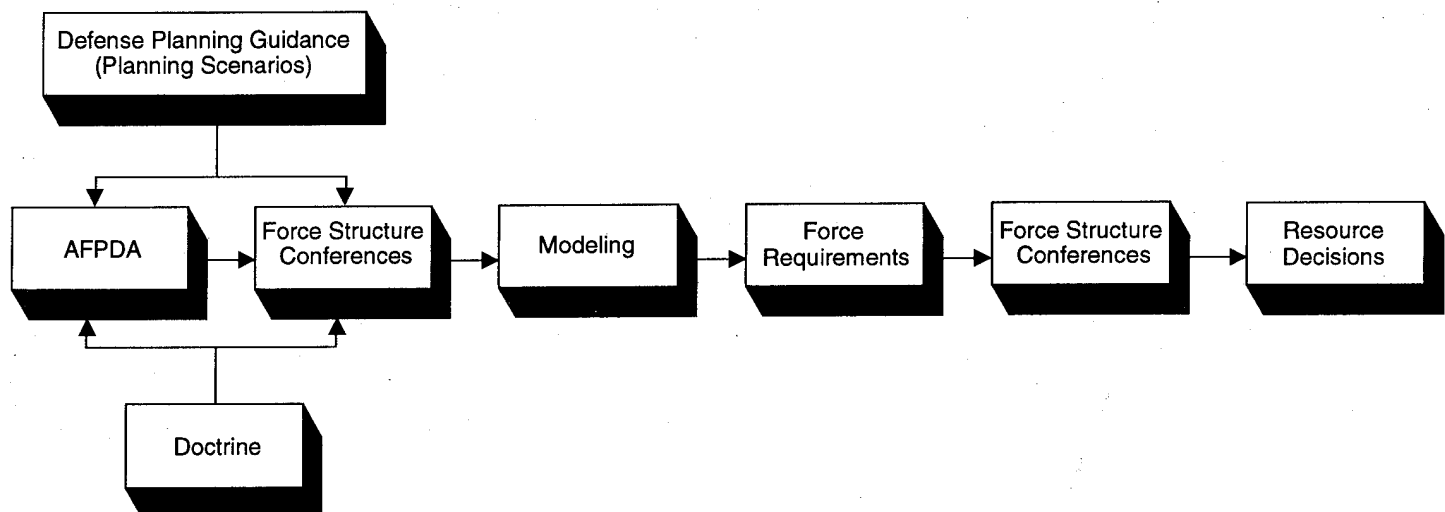 Defense Planning Guidance
(Planning Scenarios)
AFPDA
Force Structure
Conferences
Modeling
Force
Requirements
Force Structure
Conferences
Resource
Decisions
Doctrine